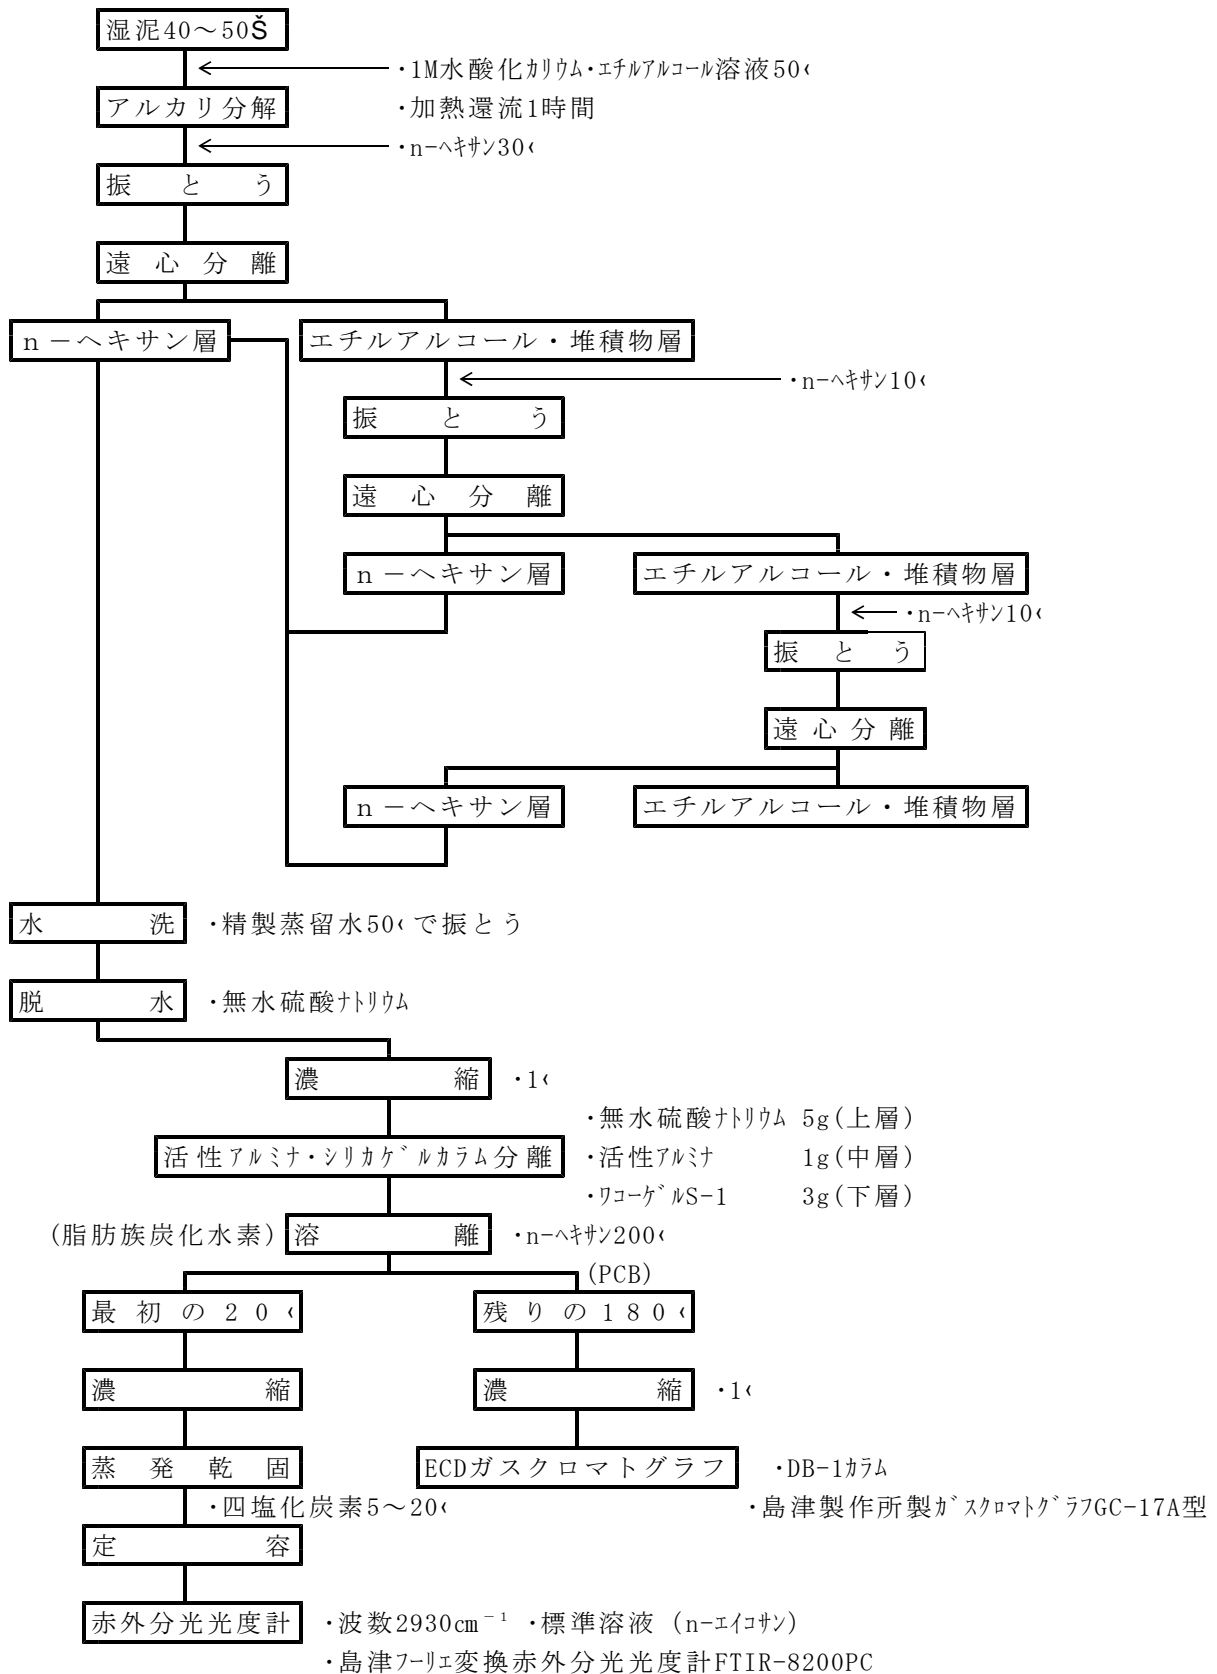 湿泥40～50Š
・1M水酸化カリウム・エチルアルコール溶液50‹
アルカリ分解 ・加熱還流1時間
・n-ヘキサン30‹
振とう
遠心分離
n－ヘキサン層 エチルアルコール・堆積物層
・n-ヘキサン10‹
振とう
遠心分離
n－ヘキサン層 エチルアルコール・堆積物層
・n-ヘキサン10‹
振とう
遠心分離
n－ヘキサン層 エチルアルコール・堆積物層
水洗 ・精製蒸留水50‹で振とう
脱水 ・無水硫酸ナトリウム
濃縮 ・1‹
・無水硫酸ナトリウム 5g(上層)
活性アルミナ・シリカゲルカラム分離 ・活性アルミナ 1g(中層)
・ワコーゲルS-1 3g(下層)
(脂肪族炭化水素) 溶離 ・n-ヘキサン200‹
(PCB)
最初の20‹ 残りの180‹
濃縮 濃縮 ・1‹
蒸発乾固 ECDガスクロマトグラフ ・DB-1カラム
・四塩化炭素5～20‹ ・島津製作所製ガスクロマトグラフGC-17A型
定容
赤外分光光度計 ・波数2930cm⁻¹ ・標準溶液 (n-エイコサン)
・島津フーリエ変換赤外分光光度計FTIR-8200PC